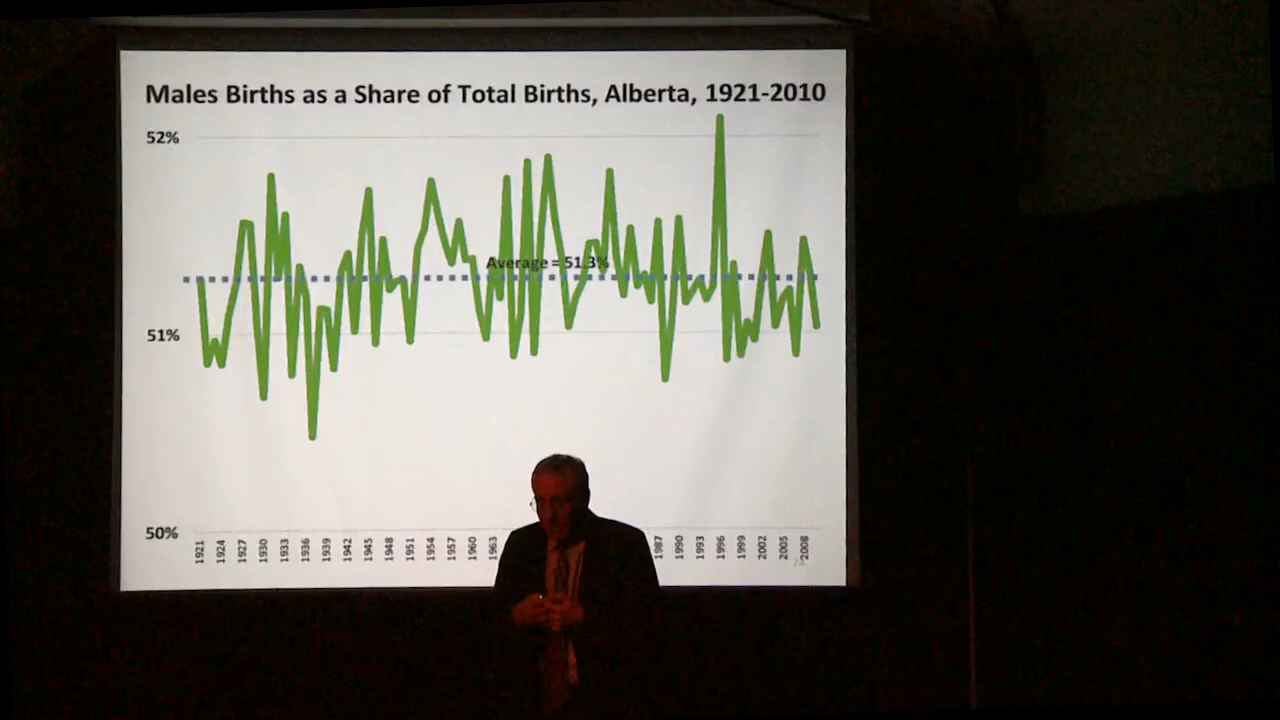 Males Births as a Share of Total Births, Alberta, 1921-2010
52%
Average = 51.3%
51%
50%
1921 1924 1927 1930 1933 1936 1939 1942 1945 1948 1951 1954 1957 1960 1963 1987 1990 1993 1996 1999 2002 2005 2008